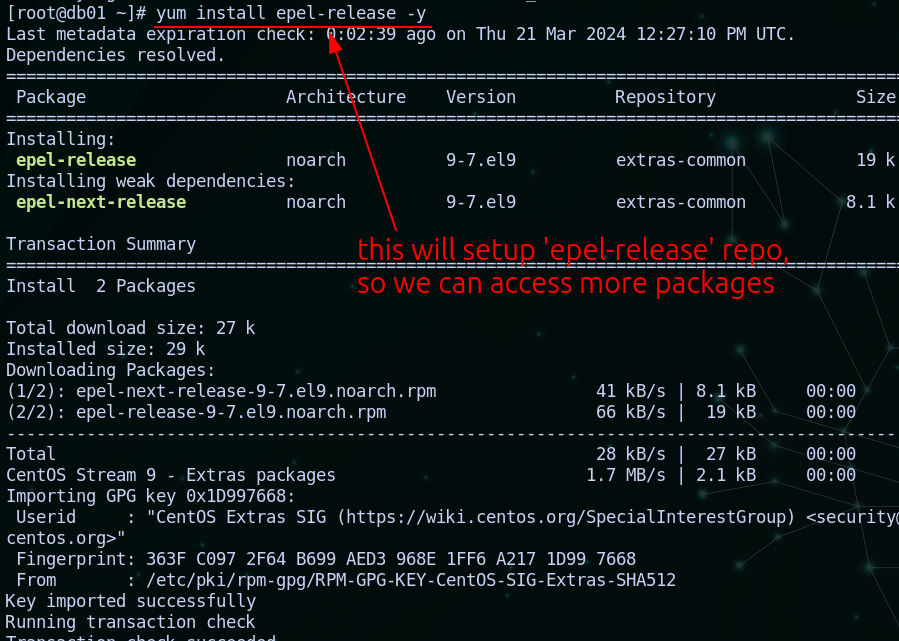 [root@db01 ~]# yum install epel-release -y
Last metadata expiration check: 0:02:39 ago on Thu 21 Mar 2024 12:27:10 PM UTC.
Dependencies resolved.
Package Architecture Version Repository Size
Installing:
epel-release noarch 9-7.el9 extras-common 19 k
Installing weak dependencies:
epel-next-release noarch 9-7.el9 extras-common 8.1 k
Transaction Summary
this will setup 'epel-release' repo,
so we can access more packages
Install  2 Packages
Total download size: 27 k
Installed size: 29 k
Downloading Packages:
(1/2): epel-next-release-9-7.el9.noarch.rpm 41 kB/s | 8.1 kB 00:00
(2/2): epel-release-9-7.el9.noarch.rpm 66 kB/s | 19 kB 00:00
--------------------------------------------------------------------------------
Total 28 kB/s | 27 kB 00:00
CentOS Stream 9 - Extras packages 1.7 MB/s | 2.1 kB 00:00
Importing GPG key 0x1D997668:
Userid : "CentOS Extras SIG (https://wiki.centos.org/SpecialInterestGroup) <security@
centos.org>"
Fingerprint: 363F C097 2F64 B699 AED3 968E 1FF6 A217 1D99 7668
From : /etc/pki/rpm-gpg/RPM-GPG-KEY-CentOS-SIG-Extras-SHA512
Key imported successfully
Running transaction check
Transaction check succeeded